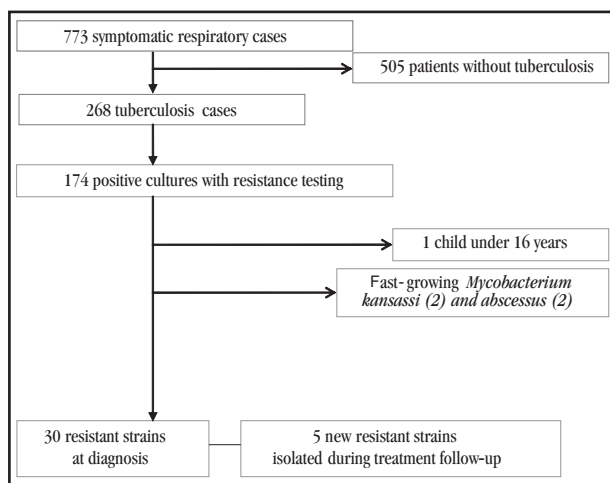 773 symptomatic respiratory cases
505 patients without tuberculosis
268 tuberculosis cases
174 positive cultures with resistance testing
1 child under 16 years
Fast-growing Mycobacterium
kansassi (2) and abscessus (2)
30 resistant strains
at diagnosis
5 new resistant strains
isolated during treatment follow-up